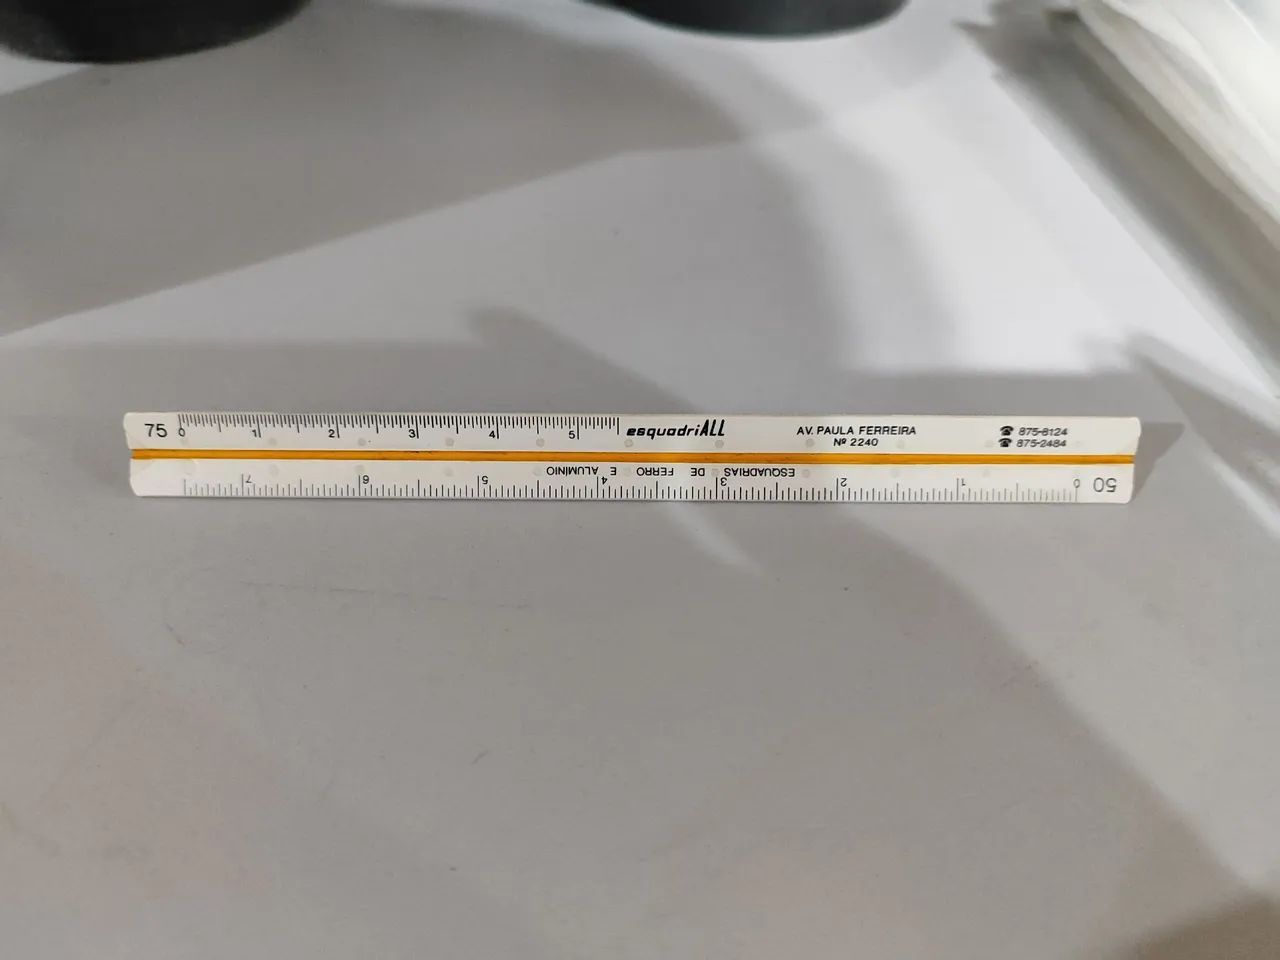 75 0 1 2 3 4 5
esquadriALL
AV. PAULA FERREIRA
Nº 2240
☎ 875-8124
☎ 875-2484
ESQUADRIAS DE FERRO E ALUMINIO
50 0 1 2 3 4 5 6 7